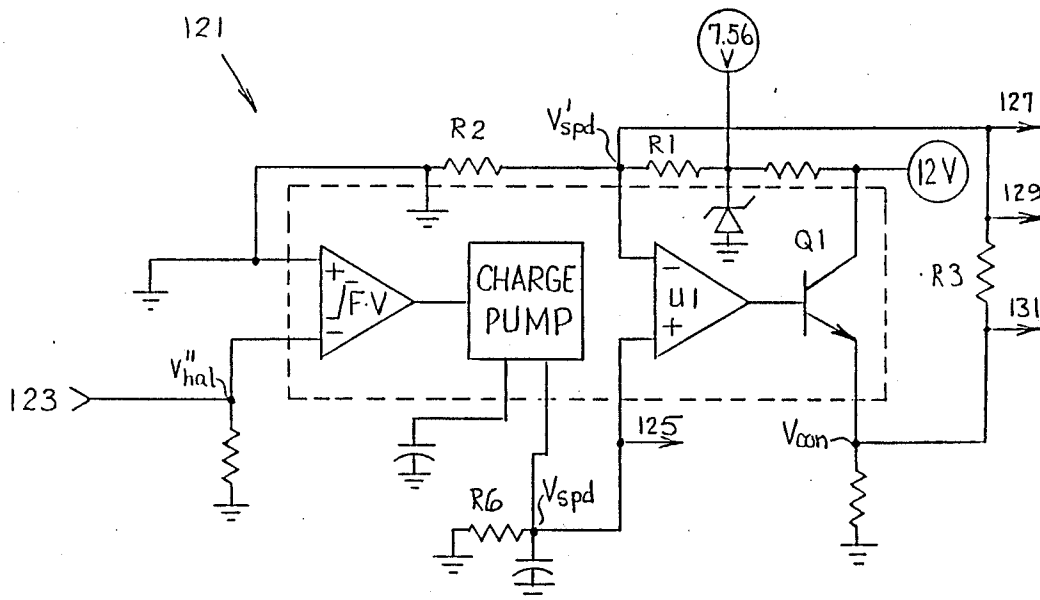 121
7.56
V
127
R2
V'spd
R1
12V
129
Q1
+
∫F·V
−
CHARGE
PUMP
−
U1
+
R3
131
V"hal
123
125
Vcon
R6
Vspd